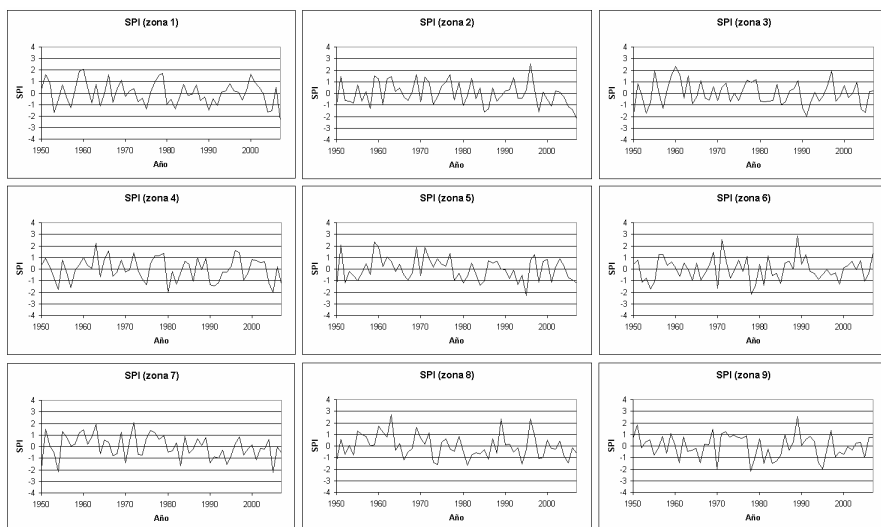 SPI (zona 1)
SPI
4
3
2
1
0
-1
-2
-3
-4
1950 1960 1970 1980 1990 2000
Año
SPI (zona 2)
SPI
4
3
2
1
0
-1
-2
-3
-4
1950 1960 1970 1980 1990 2000
Año
SPI (zona 3)
SPI
4
3
2
1
0
-1
-2
-3
-4
1950 1960 1970 1980 1990 2000
Año
SPI (zona 4)
SPI
4
3
2
1
0
-1
-2
-3
-4
1950 1960 1970 1980 1990 2000
Año
SPI (zona 5)
SPI
4
3
2
1
0
-1
-2
-3
-4
1950 1960 1970 1980 1990 2000
Año
SPI (zona 6)
SPI
4
3
2
1
0
-1
-2
-3
-4
1950 1960 1970 1980 1990 2000
Año
SPI (zona 7)
SPI
4
3
2
1
0
-1
-2
-3
-4
1950 1960 1970 1980 1990 2000
Año
SPI (zona 8)
SPI
4
3
2
1
0
-1
-2
-3
-4
1950 1960 1970 1980 1990 2000
Año
SPI (zona 9)
SPI
4
3
2
1
0
-1
-2
-3
-4
1950 1960 1970 1980 1990 2000
Año